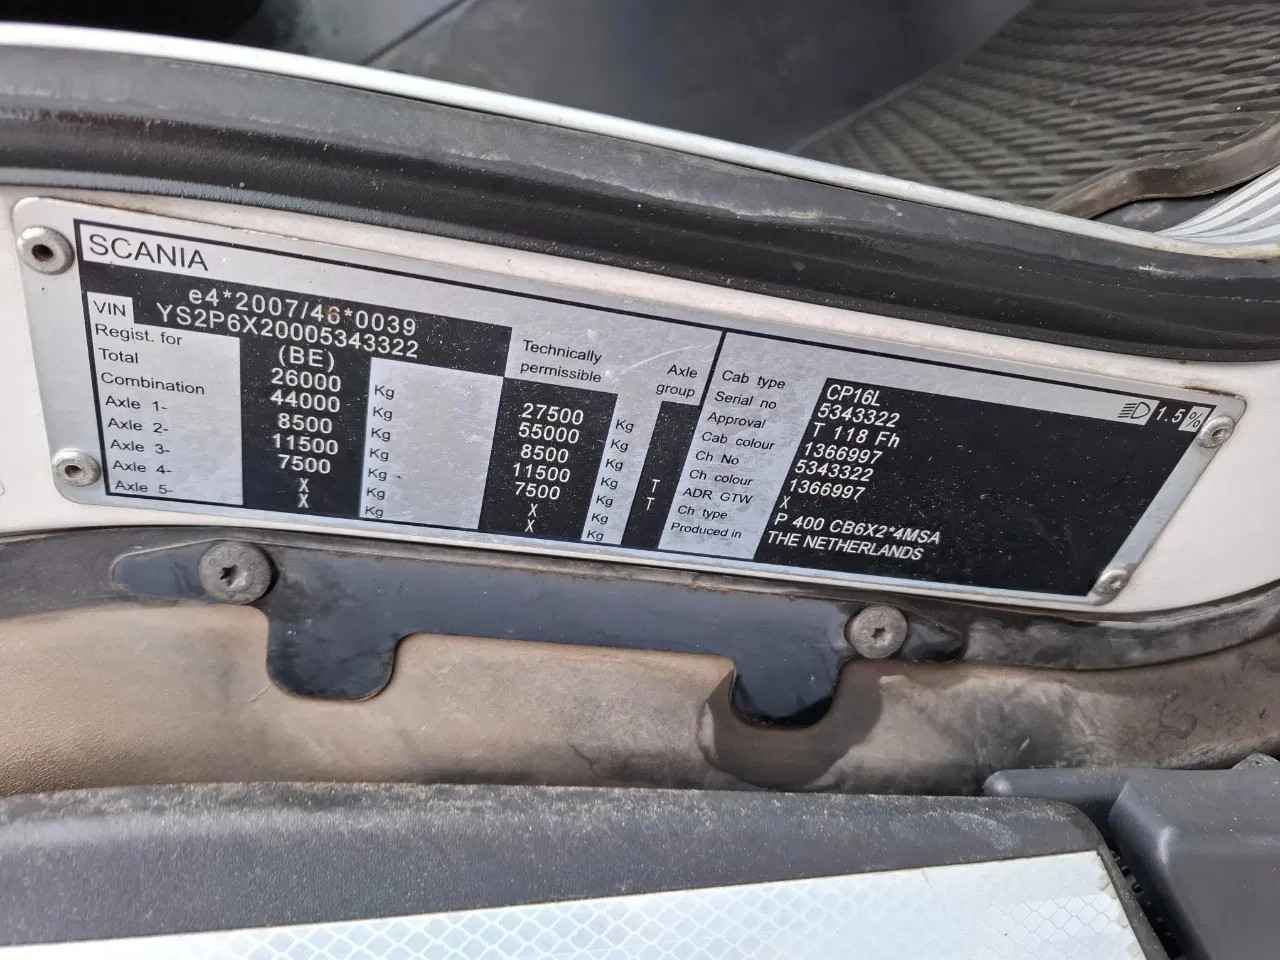 SCANIA
e4*2007/46*0039
VIN YS2P6X20005343322
Regist. for (BE)
Technically permissible
Axle group
Total 26000 Kg 27500 Kg
Combination 44000 Kg 55000 Kg
Axle 1- 8500 Kg 8500 Kg
Axle 2- 11500 Kg 11500 Kg T
Axle 3- 7500 Kg 7500 Kg T
Axle 4- X Kg X Kg
Axle 5- X Kg X Kg
Cab type CP16L
1.5%
Serial no 5343322
Approval T 118 Fh
Cab colour 1366997
Ch No 5343322
Ch colour 1366997
ADR GTW X
Ch type P 400 CB6X2*4MSA
Produced in THE NETHERLANDS